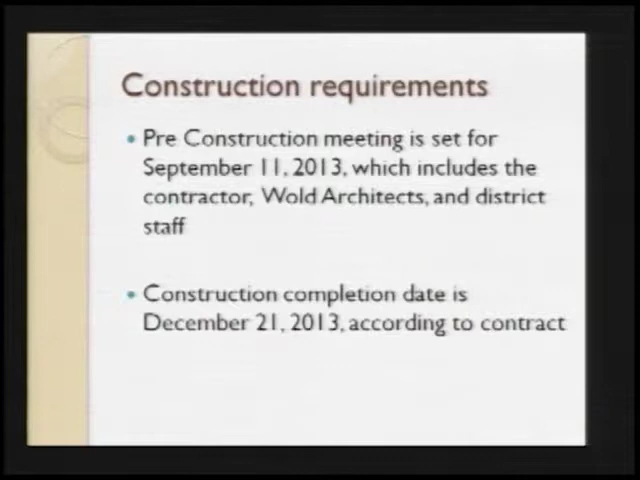 Construction requirements
Pre Construction meeting is set for
September 11, 2013, which includes the
contractor, Wold Architects, and district
staff
Construction completion date is
December 21, 2013, according to contract